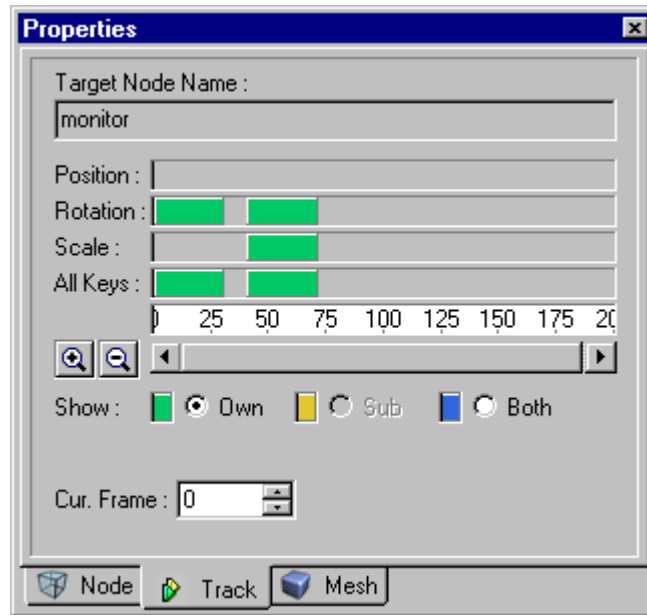 Properties
Target Node Name :
monitor
Position :
Rotation :
Scale :
All Keys :
0 25 50 75 100 125 150 175 20
Show : Own Sub Both
Cur. Frame : 0
Node Track Mesh